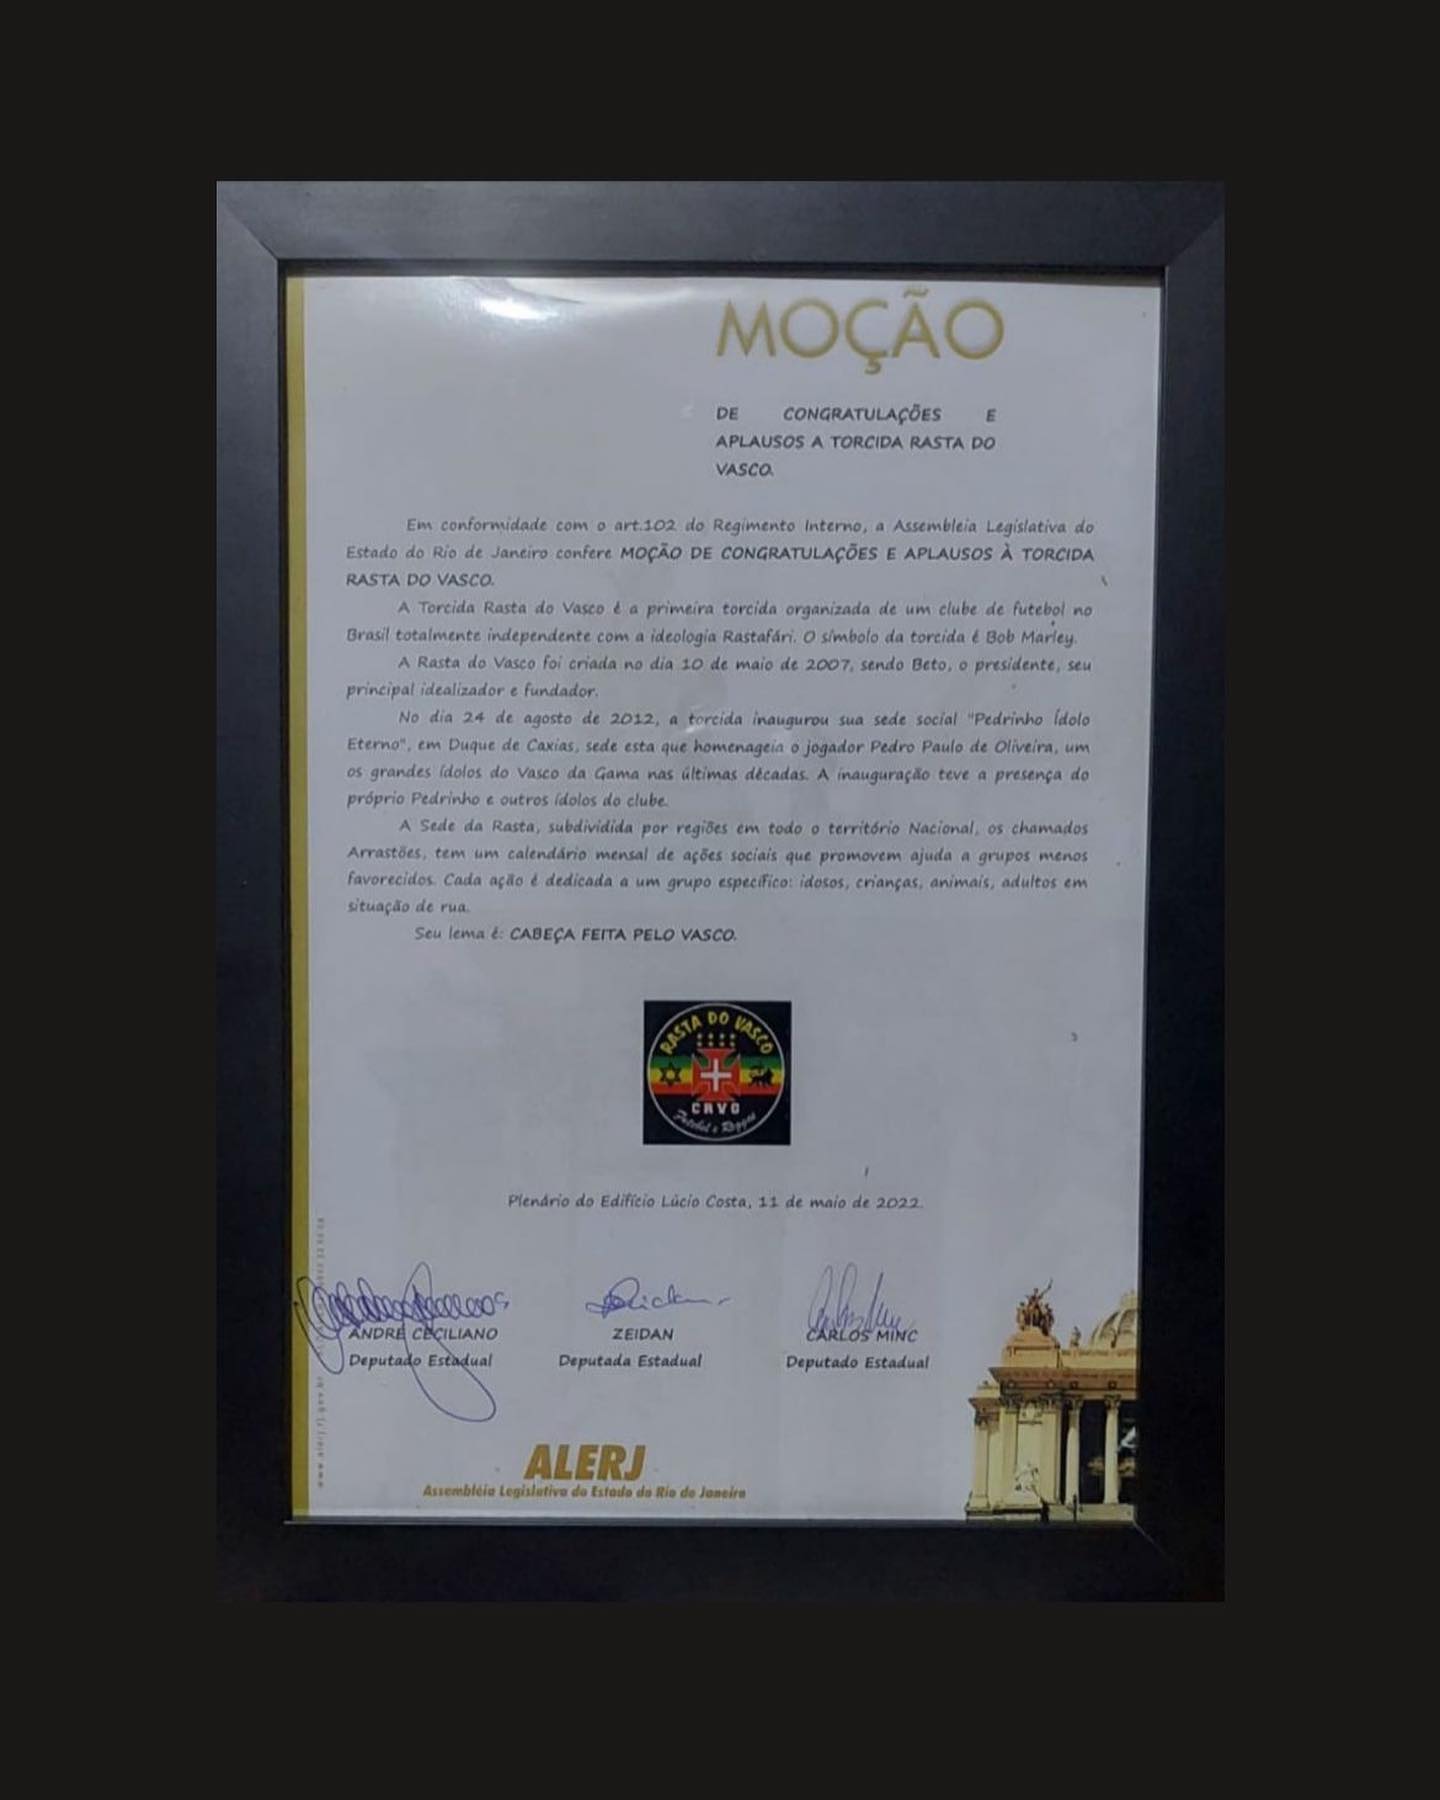 MOÇÃO
DE CONGRATULAÇÕES E
APLAUSOS A TORCIDA RASTA DO
VASCO.
Em conformidade com o art.102 do Regimento Interno, a Assembleia Legislativa do
Estado do Rio de Janeiro confere MOÇÃO DE CONGRATULAÇÕES E APLAUSOS À TORCIDA
RASTA DO VASCO.
A Torcida Rasta do Vasco é a primeira torcida organizada de um clube de futebol no
Brasil totalmente independente com a ideologia Rastafári. O símbolo da torcida é Bob Marley.
A Rasta do Vasco foi criada no dia 10 de maio de 2007, sendo Beto, o presidente, seu
principal idealizador e fundador.
No dia 24 de agosto de 2012, a torcida inaugurou sua sede social "Pedrinho Ídolo
Eterno", em Duque de Caxias, sede esta que homenageia o jogador Pedro Paulo de Oliveira, um
os grandes ídolos do Vasco da Gama nas últimas décadas. A inauguração teve a presença do
próprio Pedrinho e outros ídolos do clube.
A Sede da Rasta, subdividida por regiões em todo o território Nacional, os chamados
Arrastões, tem um calendário mensal de ações sociais que promovem ajuda a grupos menos
favorecidos. Cada ação é dedicada a um grupo específico: idosos, crianças, animais, adultos em
situação de rua.
Seu lema é: CABEÇA FEITA PELO VASCO.
RASTA DO VASCO
CRVG
Futebol e Reggae
Plenário do Edifício Lúcio Costa, 11 de maio de 2022.
ANDRÉ CECILIANO ZEIDAN CARLOS MINC
Deputado Estadual Deputada Estadual Deputado Estadual
www.alerj.rj.gov.br
ALERJ
Assembléia Legislativa do Estado do Rio de Janeiro